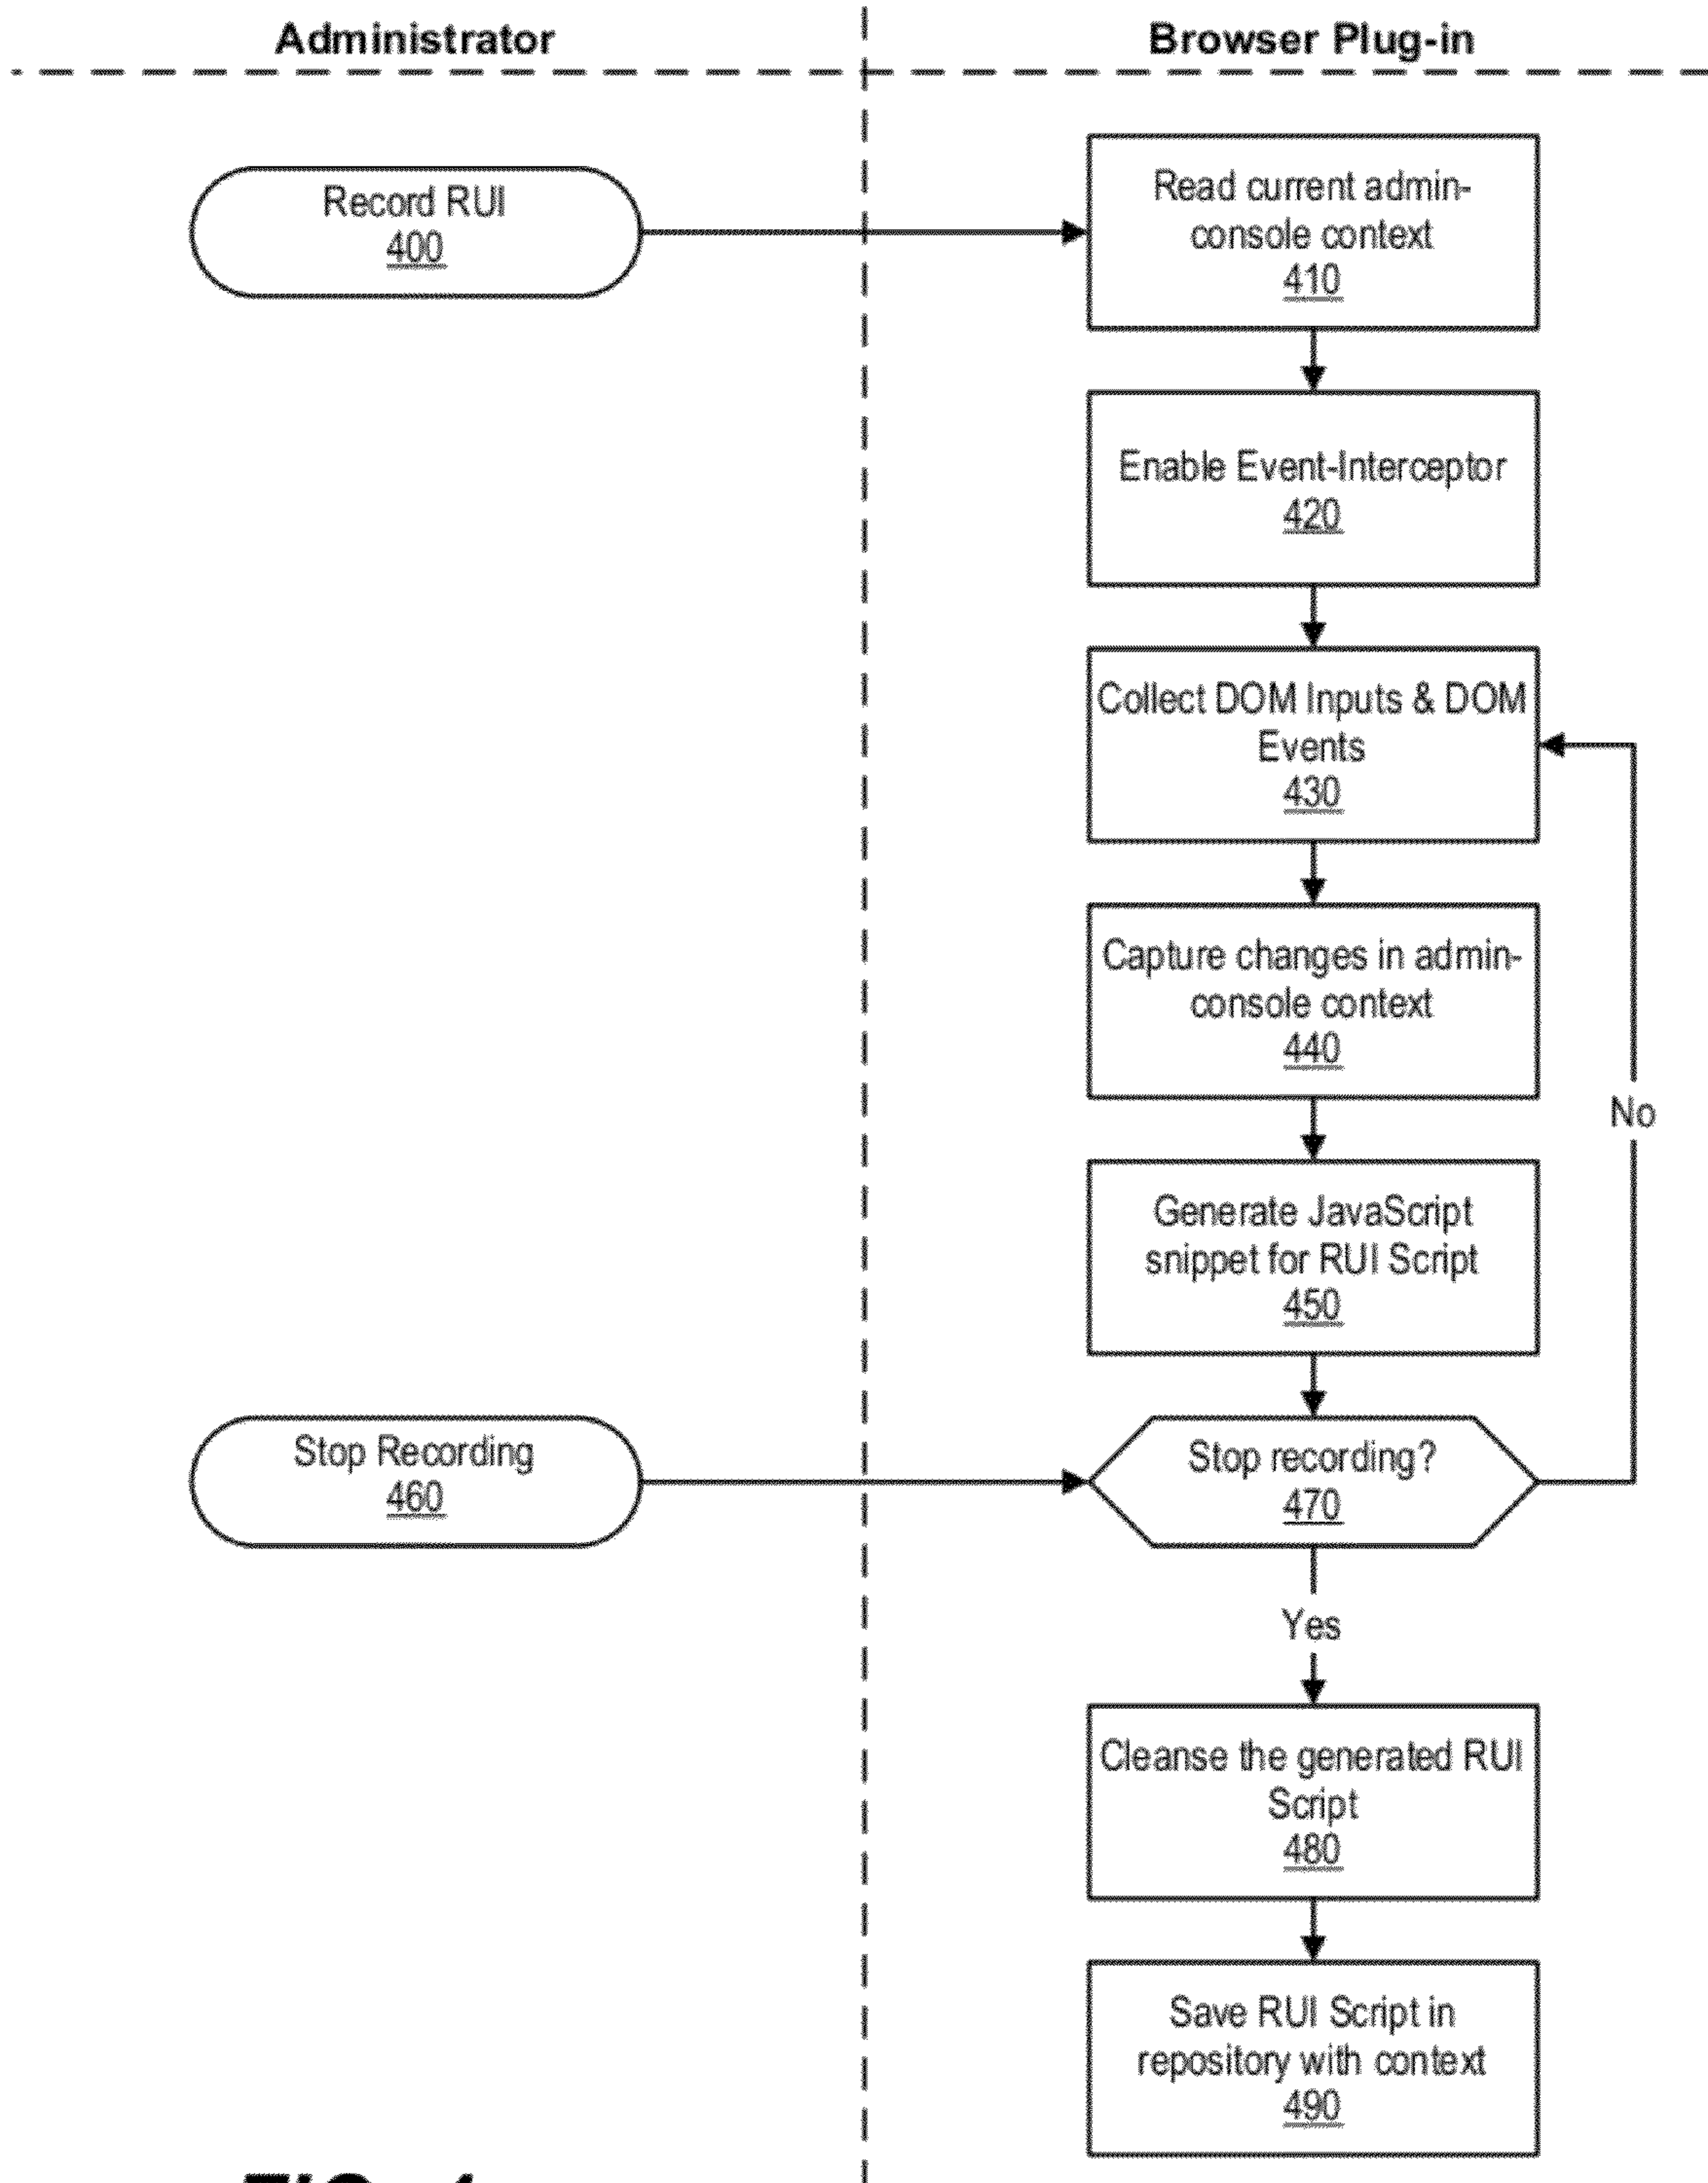 Administrator
Browser Plug-in
Record RUI
400
Read current admin-
console context
410
Enable Event-Interceptor
420
Collect DOM Inputs & DOM
Events
430
Capture changes in admin-
console context
440
No
Generate JavaScript
snippet for RUI Script
450
Stop Recording
460
Stop recording?
470
Yes
Cleanse the generated RUI
Script
480
Save RUI Script in
repository with context
490